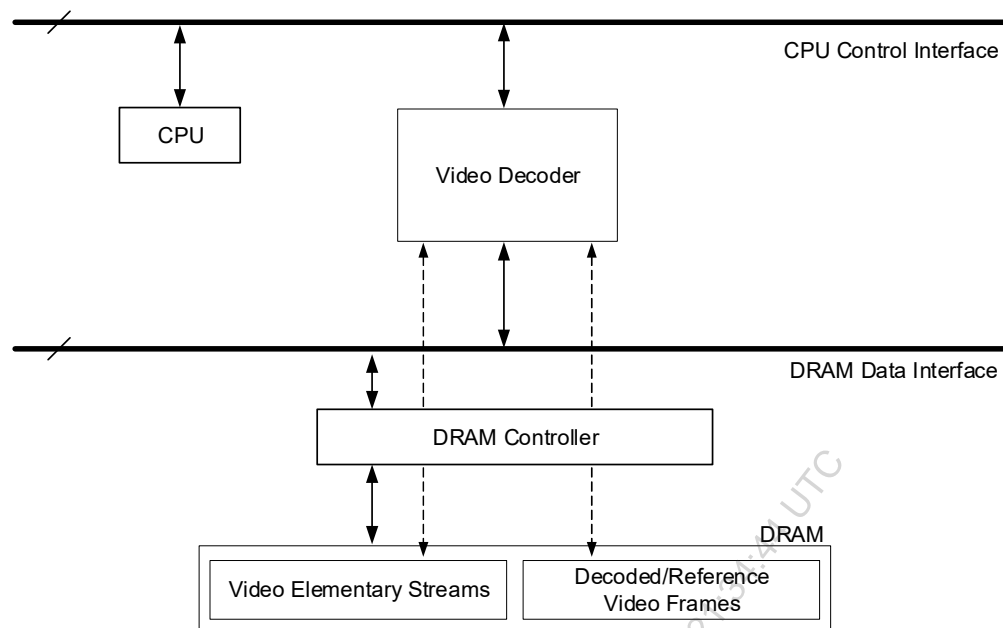 CPU Control Interface
CPU
Video Decoder
DRAM Data Interface
DRAM Controller
DRAM
Video Elementary Streams
Decoded/Reference
Video Frames